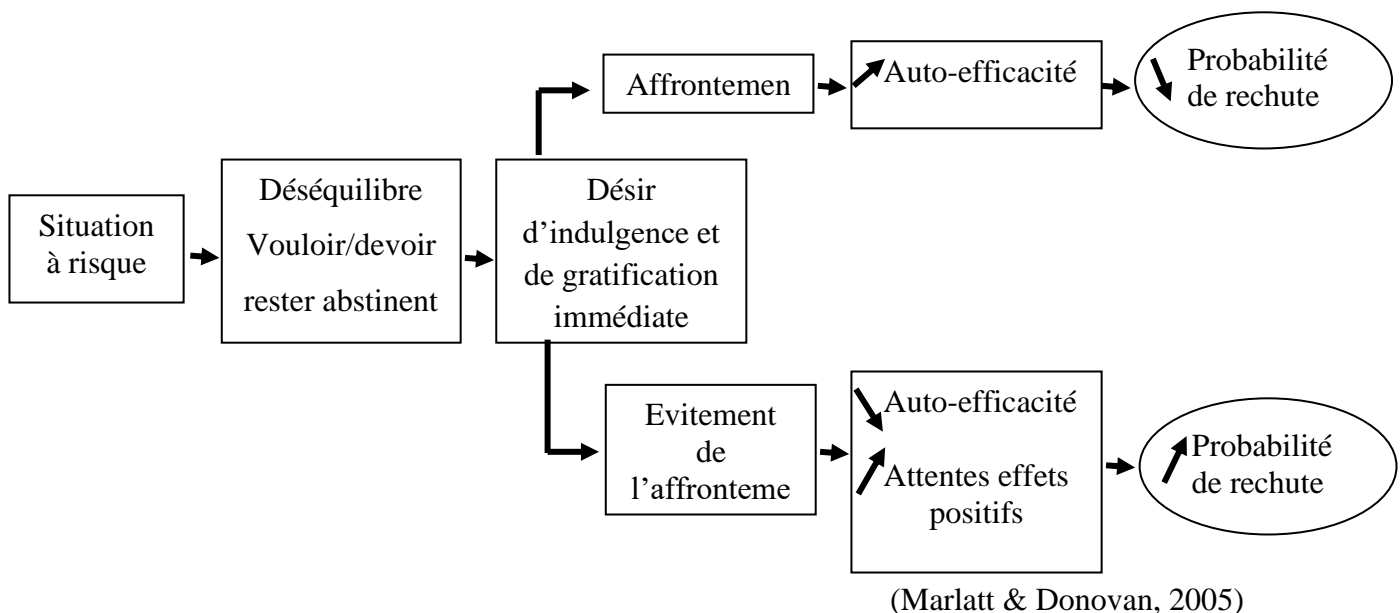 Situation
à risque
Déséquilibre
Vouloir/devoir
rester abstinent
Désir
d’indulgence et
de gratification
immédiate
Affrontemen
Auto-efficacité
Probabilité
de rechute
Evitement
de
l’affronteme
Auto-efficacité
Attentes effets
positifs
Probabilité
de rechute
(Marlatt & Donovan, 2005)